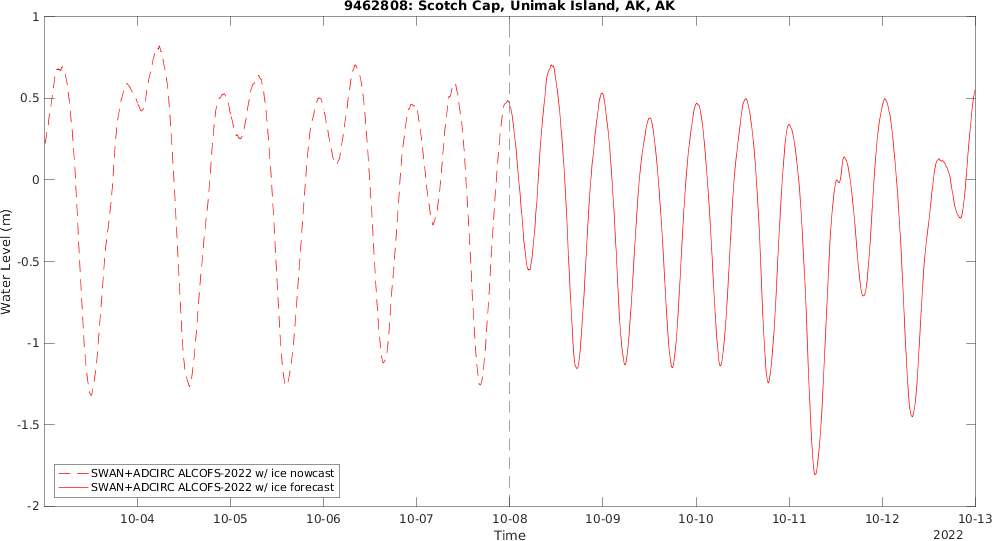 9462808: Scotch Cap, Unimak Island, AK, AK
1
0.5
0
-0.5
-1
-1.5
-2
Water Level (m)
SWAN+ADCIRC ALCOFS-2022 w/ ice nowcast
SWAN+ADCIRC ALCOFS-2022 w/ ice forecast
10-04 10-05 10-06 10-07 10-08 10-09 10-10 10-11 10-12 10-13
Time
2022